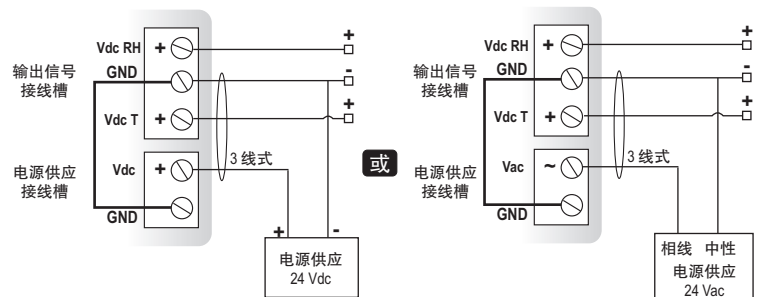 Vdc RH + +
输出信号 GND -
接线槽
Vdc T + +
3 线式
电源供应 Vdc +
接线槽
GND
+ -
电源供应
24 Vdc
或
Vdc RH + +
输出信号 GND -
接线槽
Vdc T + +
3 线式
电源供应 Vac ~
接线槽
GND
相线 中性
电源供应
24 Vac